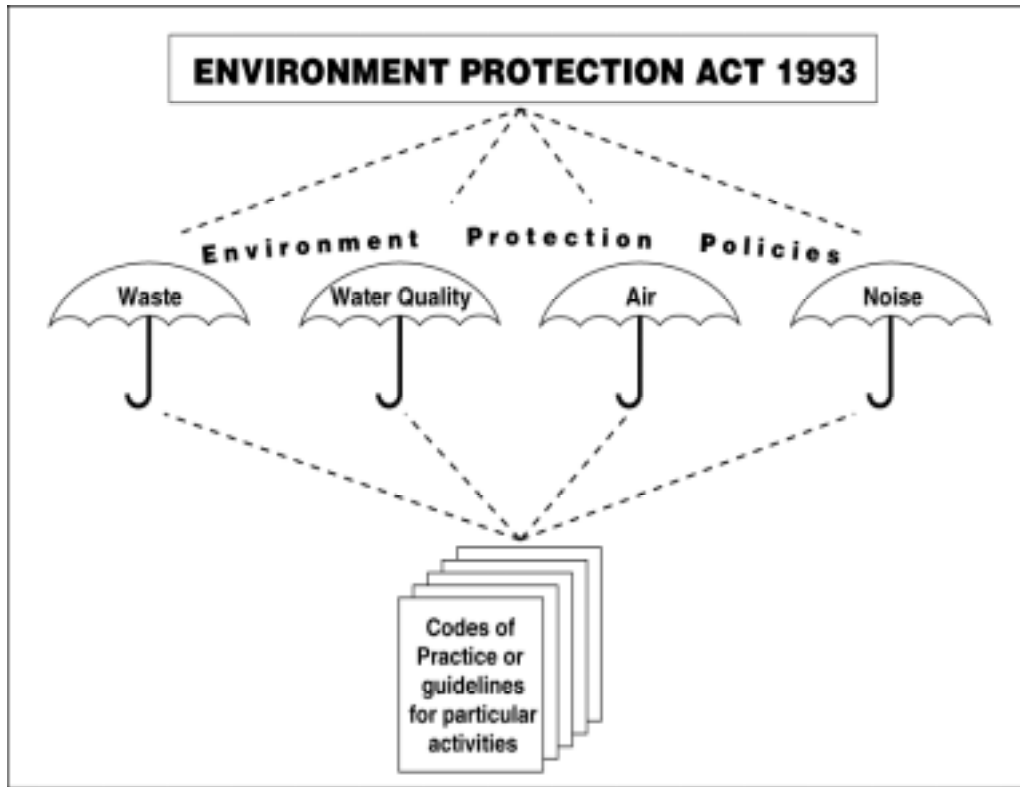 ENVIRONMENT PROTECTION ACT 1993
Environment Protection Policies
Waste
Water Quality
Air
Noise
Codes of
Practice or
guidelines
for particular
activities